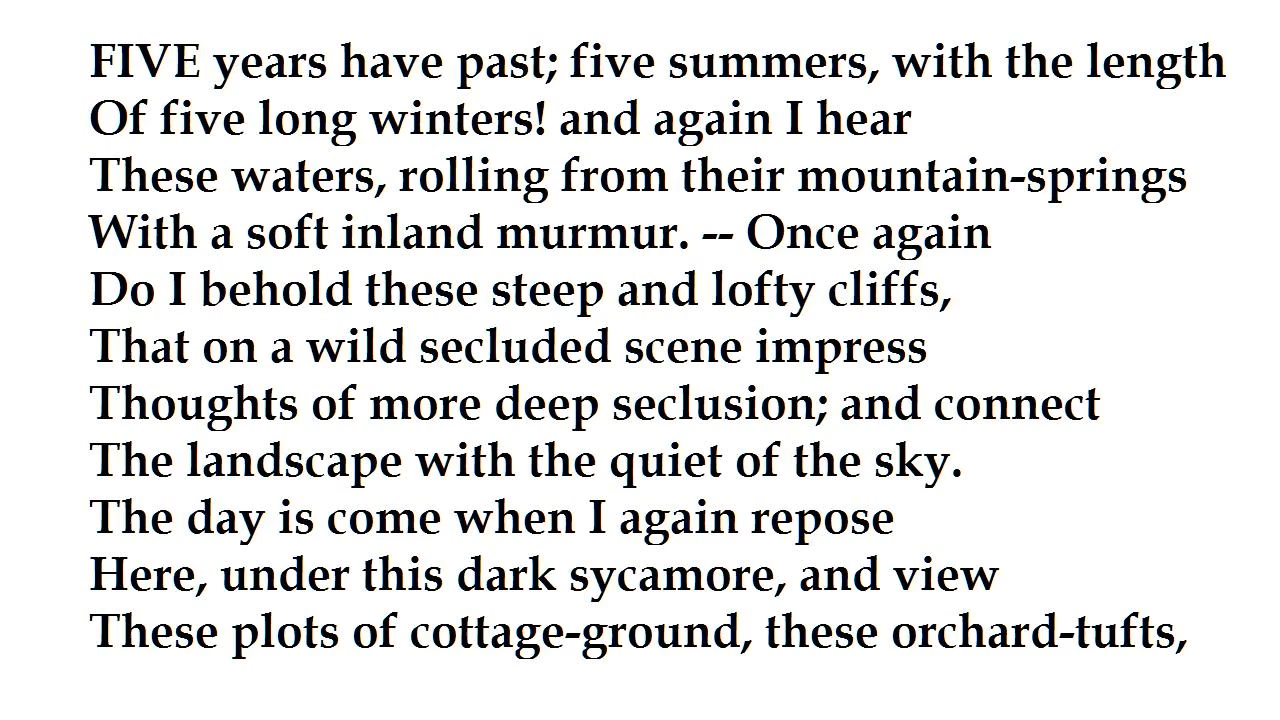 FIVE years have past; five summers, with the length
Of five long winters! and again I hear
These waters, rolling from their mountain-springs
With a soft inland murmur. -- Once again
Do I behold these steep and lofty cliffs,
That on a wild secluded scene impress
Thoughts of more deep seclusion; and connect
The landscape with the quiet of the sky.
The day is come when I again repose
Here, under this dark sycamore, and view
These plots of cottage-ground, these orchard-tufts,